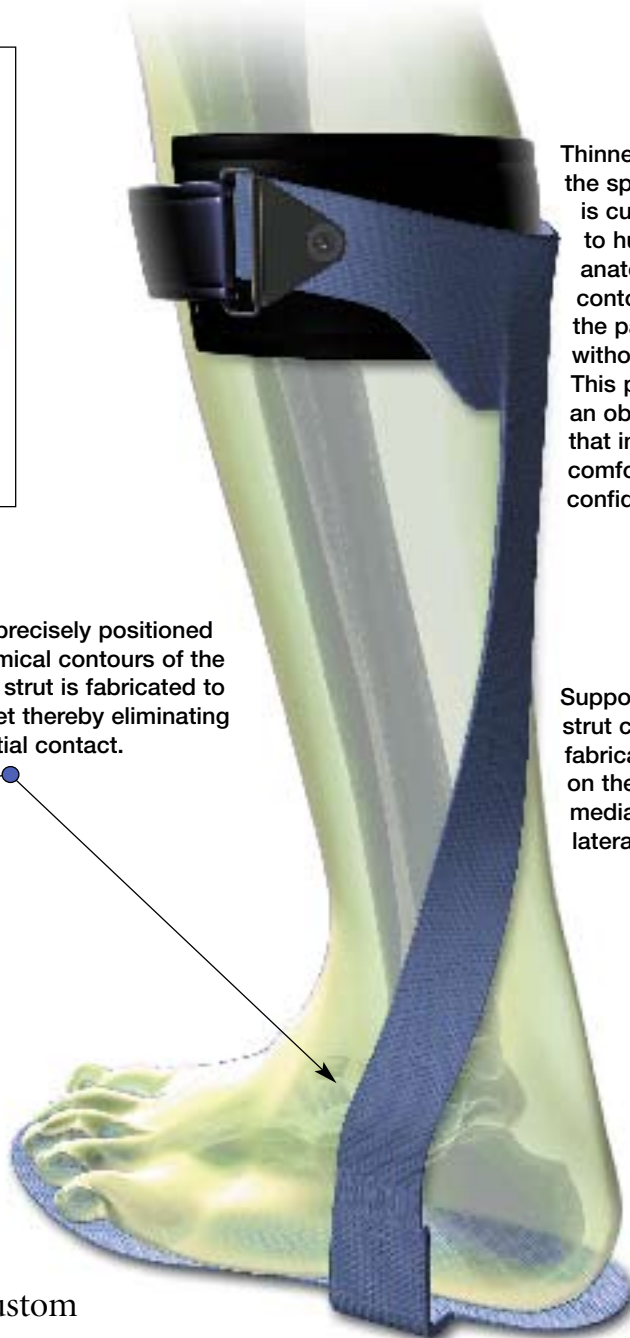 Thinne
the sp
is cu
to hu
anato
conto
the pa
witho
This p
an ob
that in
comfo
confid
precisely positioned
mical contours of the
strut is fabricated to
et thereby eliminating
tial contact.
Suppo
strut c
fabrica
on the
media
latera
ustom